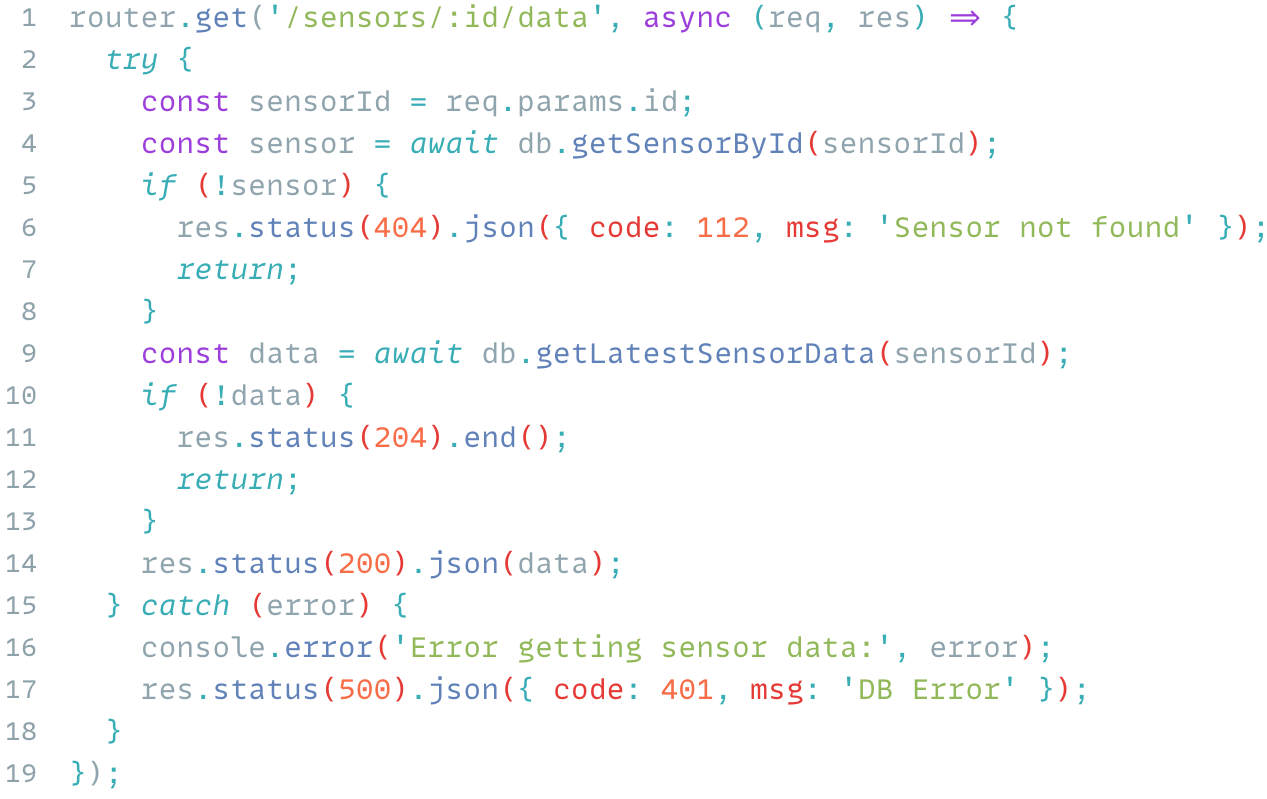 1 router.get('/sensors/:id/data', async (req, res) => {
2   try {
3     const sensorId = req.params.id;
4     const sensor = await db.getSensorById(sensorId);
5     if (!sensor) {
6       res.status(404).json({ code: 112, msg: 'Sensor not found' });
7       return;
8     }
9     const data = await db.getLatestSensorData(sensorId);
10     if (!data) {
11       res.status(204).end();
12       return;
13     }
14     res.status(200).json(data);
15   } catch (error) {
16     console.error('Error getting sensor data:', error);
17     res.status(500).json({ code: 401, msg: 'DB Error' });
18   }
19 });